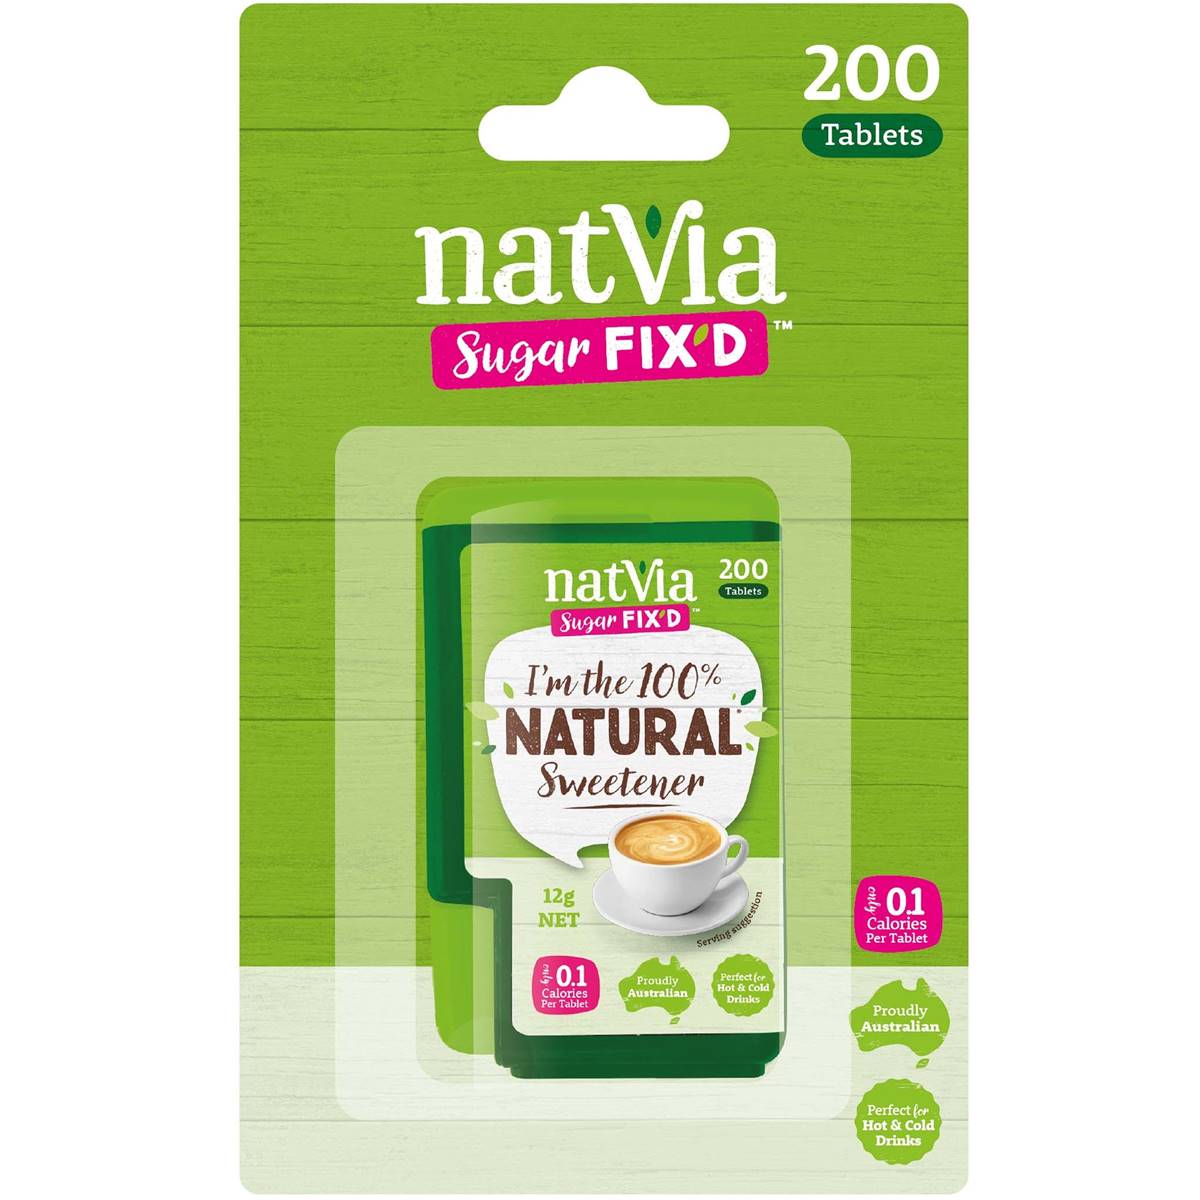 200
Tablets
natVia
Sugar FIX'D™
natVia
Sugar FIX'D™
200
Tablets
I'm the 100%
NATURAL*
Sweetener
12g
NET
Serving suggestion
only 0.1
Calories
Per Tablet
Proudly
Australian
Perfect for
Hot & Cold
Drinks
only 0.1
Calories
Per Tablet
Proudly
Australian
Perfect for
Hot & Cold
Drinks